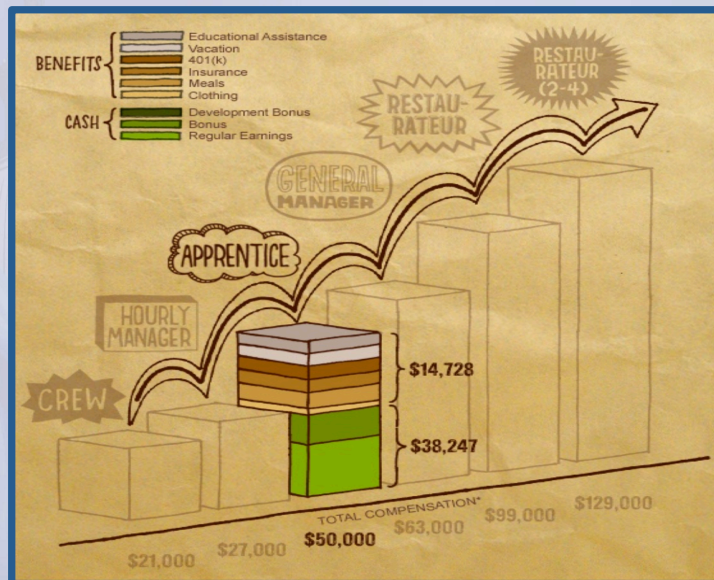 BENEFITS
Educational Assistance
Vacation
401(k)
Insurance
Meals
Clothing
CASH
Development Bonus
Bonus
Regular Earnings
RESTAU-
RATEUR
(2-4)
RESTAU-
RATEUR
GENERAL
MANAGER
APPRENTICE
HOURLY
MANAGER
CREW
$14,728
$38,247
TOTAL COMPENSATION*
$21,000
$27,000
$50,000
$63,000
$99,000
$129,000